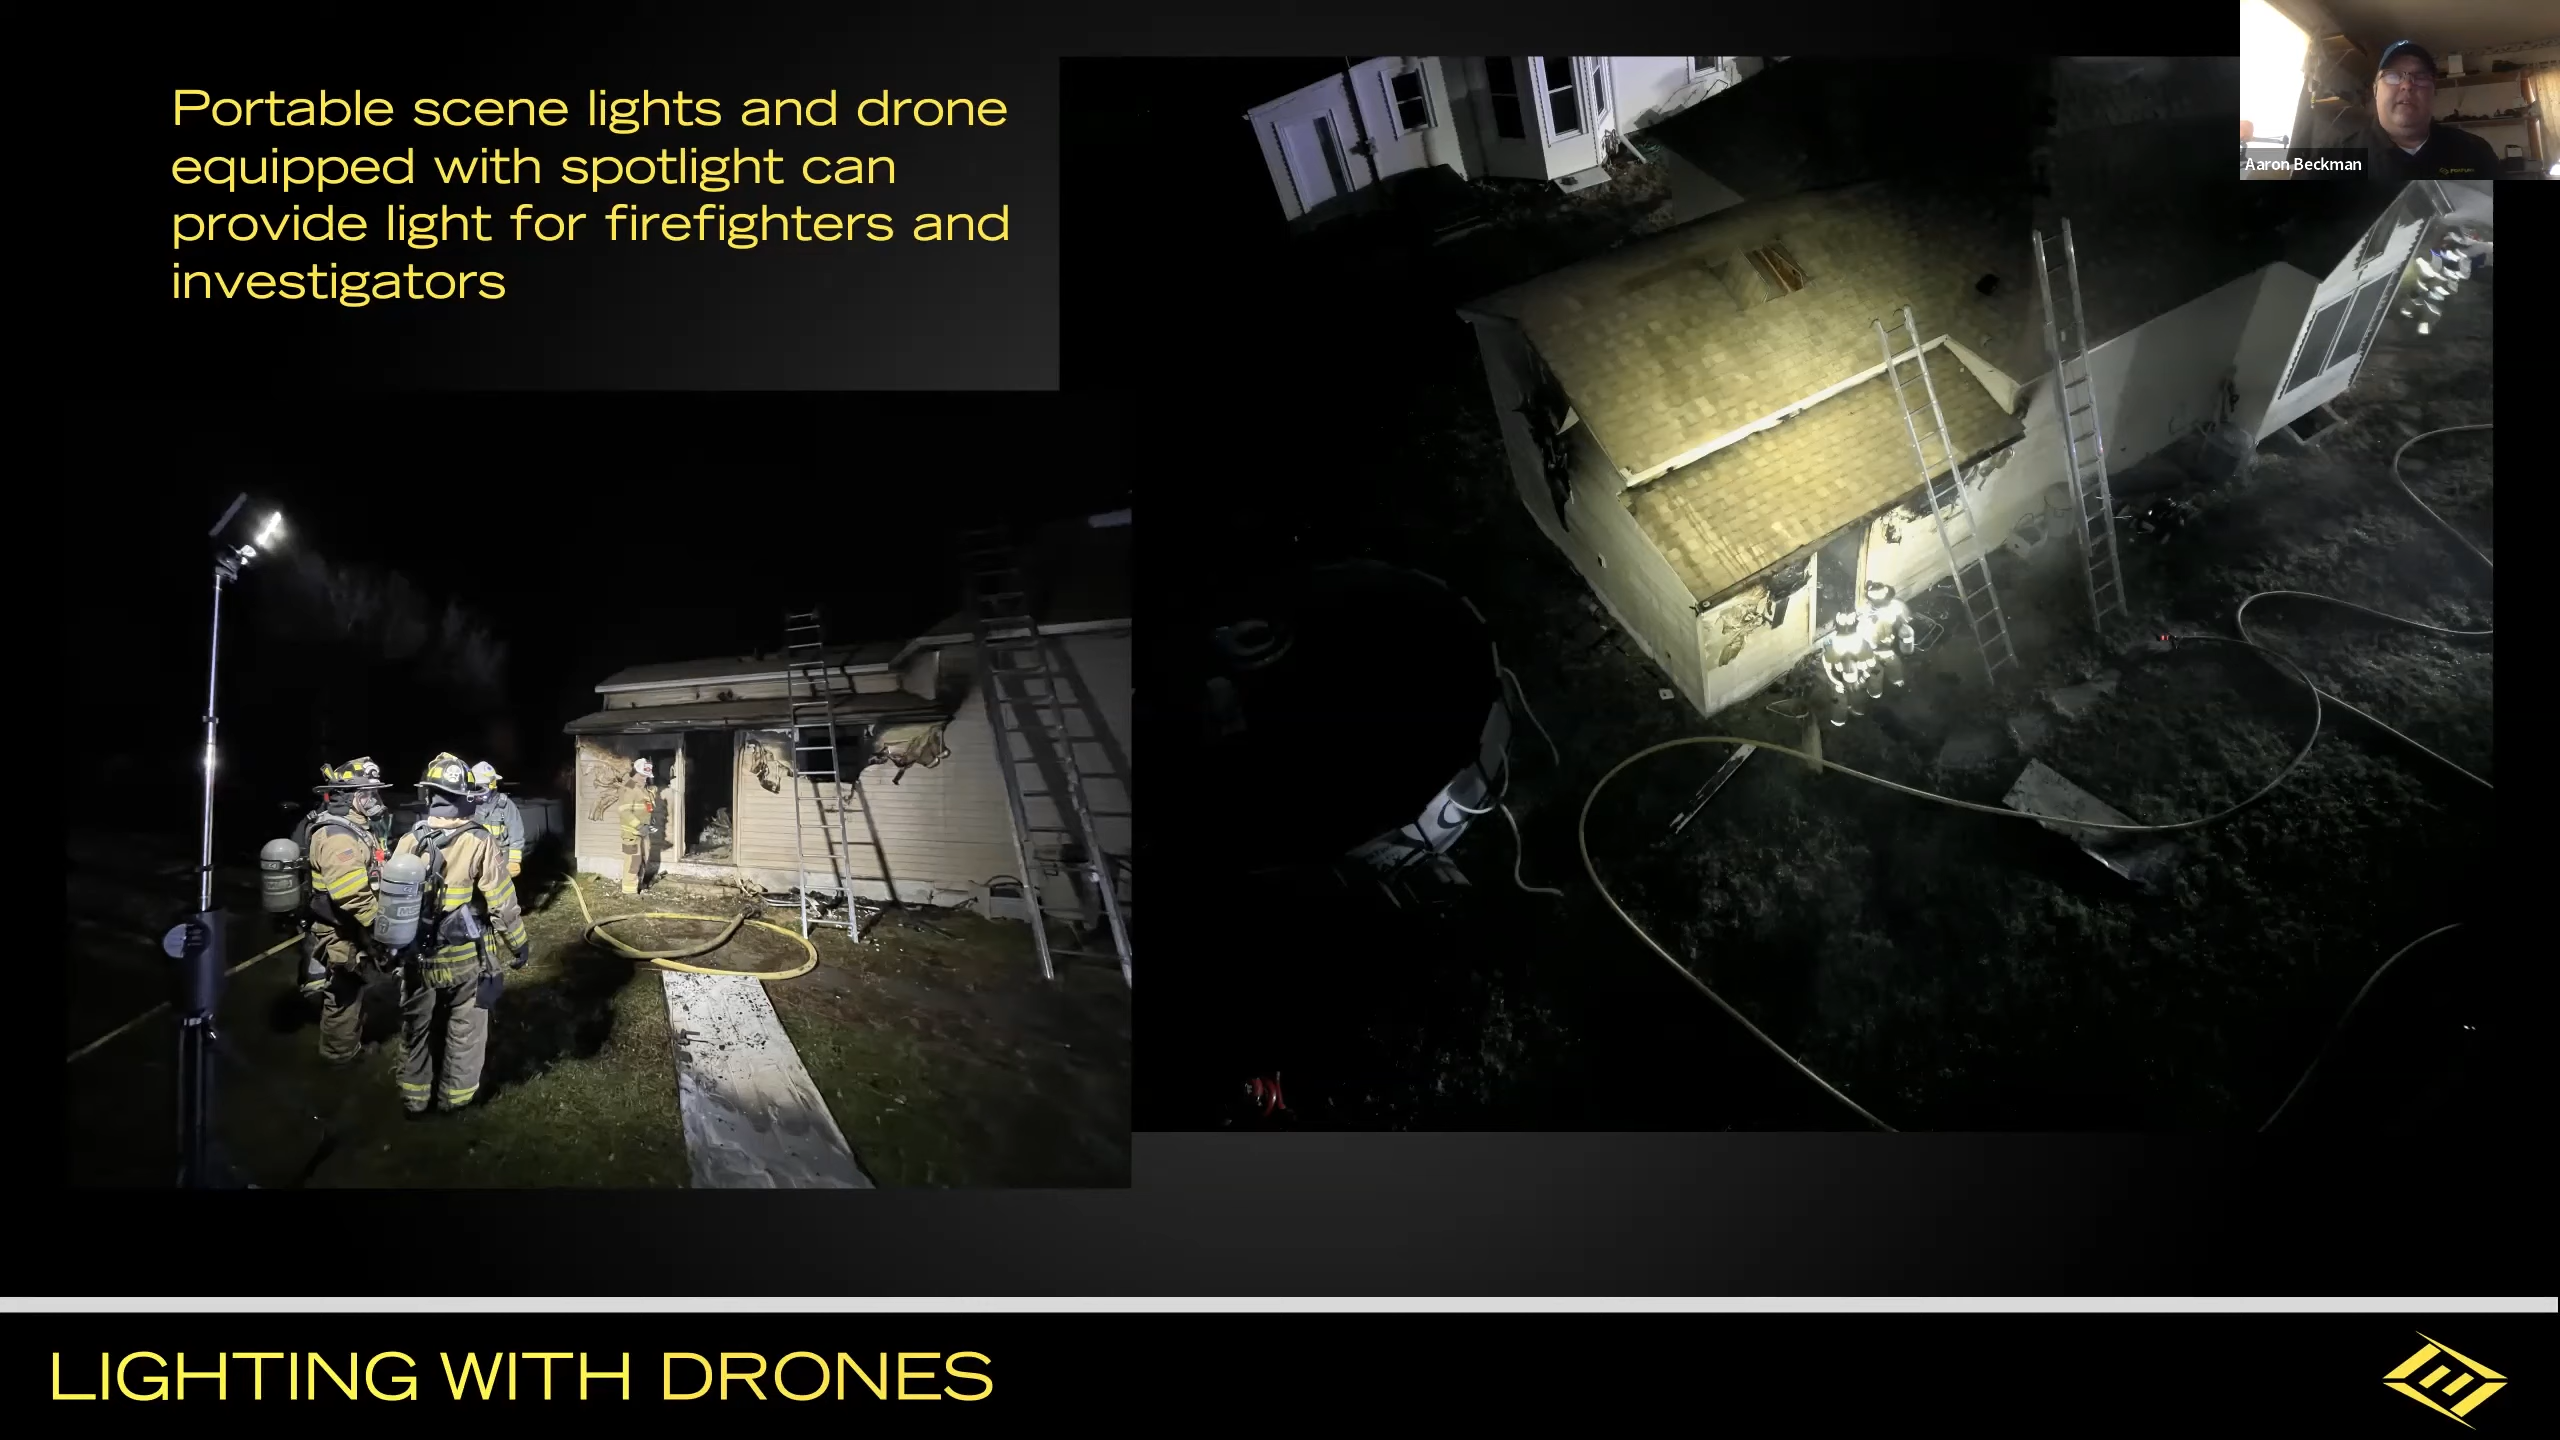 Portable scene lights and drone
equipped with spotlight can
provide light for firefighters and
investigators
Aaron Beckman
LIGHTING WITH DRONES